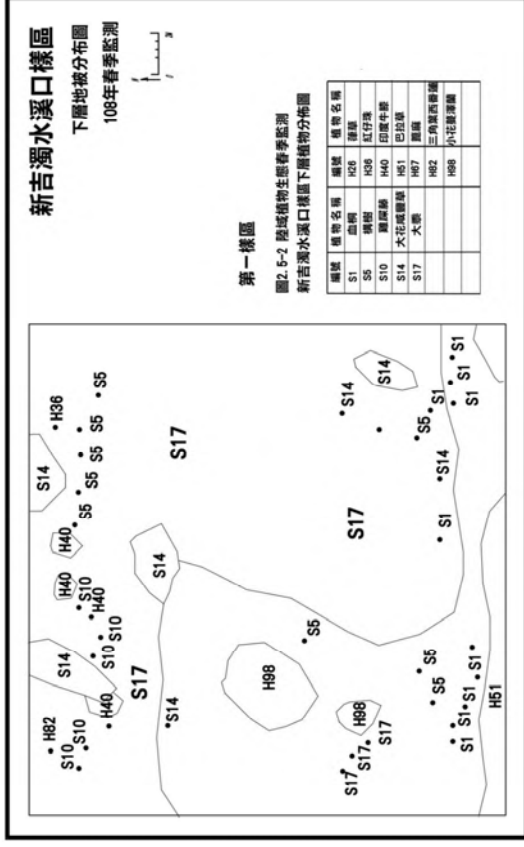 新吉濁水溪口樣區
下層地被分布圖
108年春季監測
第一樣區
圖2.5-2 陸域植物生態春季監測
新吉濁水溪口樣區下層植物分佈圖
編號 植物名稱 編號 植物名稱
S1 血桐 H26 葎草
S5 構樹 H36 紅仔珠
S10 雞屎藤 H40 印度牛膝
S14 大花咸豐草 H51 巴拉草
S17 大黍 H67 蓖麻
H82 三角葉西番蓮
H98 小花蔓澤蘭
H82
S14
H40
H40
S14
H36
S10
S10
S10
S10
S10
H40
H40
S5
S5
S5
S5
S5
S17
S14
S14
S17
H98
S5
S17
S17
S17
H98
S17
S14
S14
S5
S5
S5
S1
S1
S1
S1
S1
S1
S14
S1
S1
S1
H51